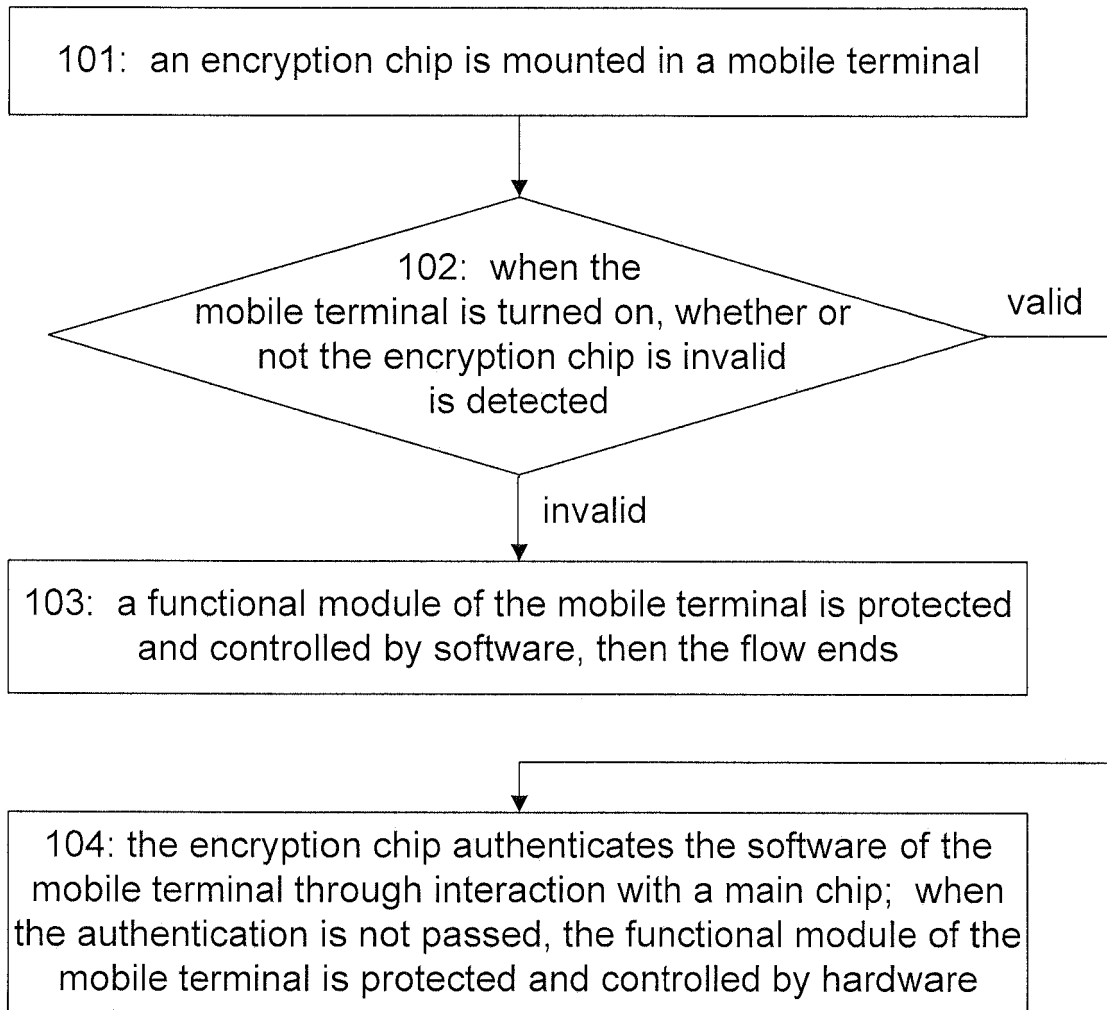 101: an encryption chip is mounted in a mobile terminal
102: when the
mobile terminal is turned on, whether or
not the encryption chip is invalid
is detected
valid
invalid
103: a functional module of the mobile terminal is protected
and controlled by software, then the flow ends
104: the encryption chip authenticates the software of the
mobile terminal through interaction with a main chip; when
the authentication is not passed, the functional module of the
mobile terminal is protected and controlled by hardware